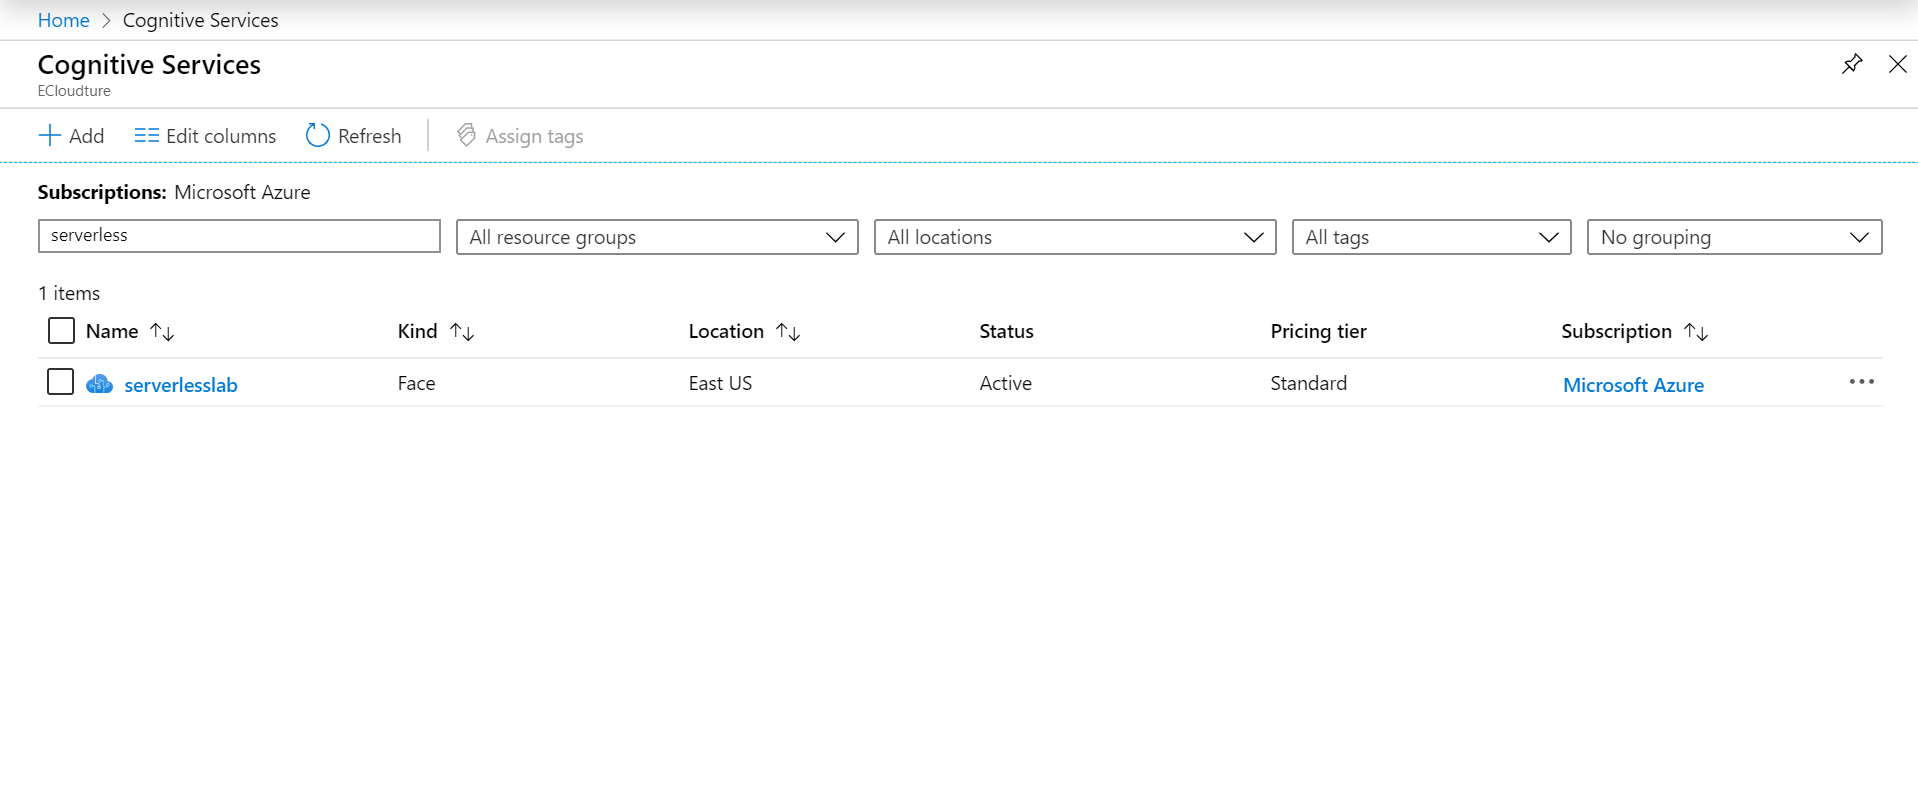 Home > Cognitive Services
Cognitive Services
ECloudture
Add Edit columns Refresh Assign tags
Subscriptions: Microsoft Azure
serverless All resource groups All locations All tags No grouping
1 items
Name Kind Location Status Pricing tier Subscription
serverlesslab Face East US Active Standard Microsoft Azure